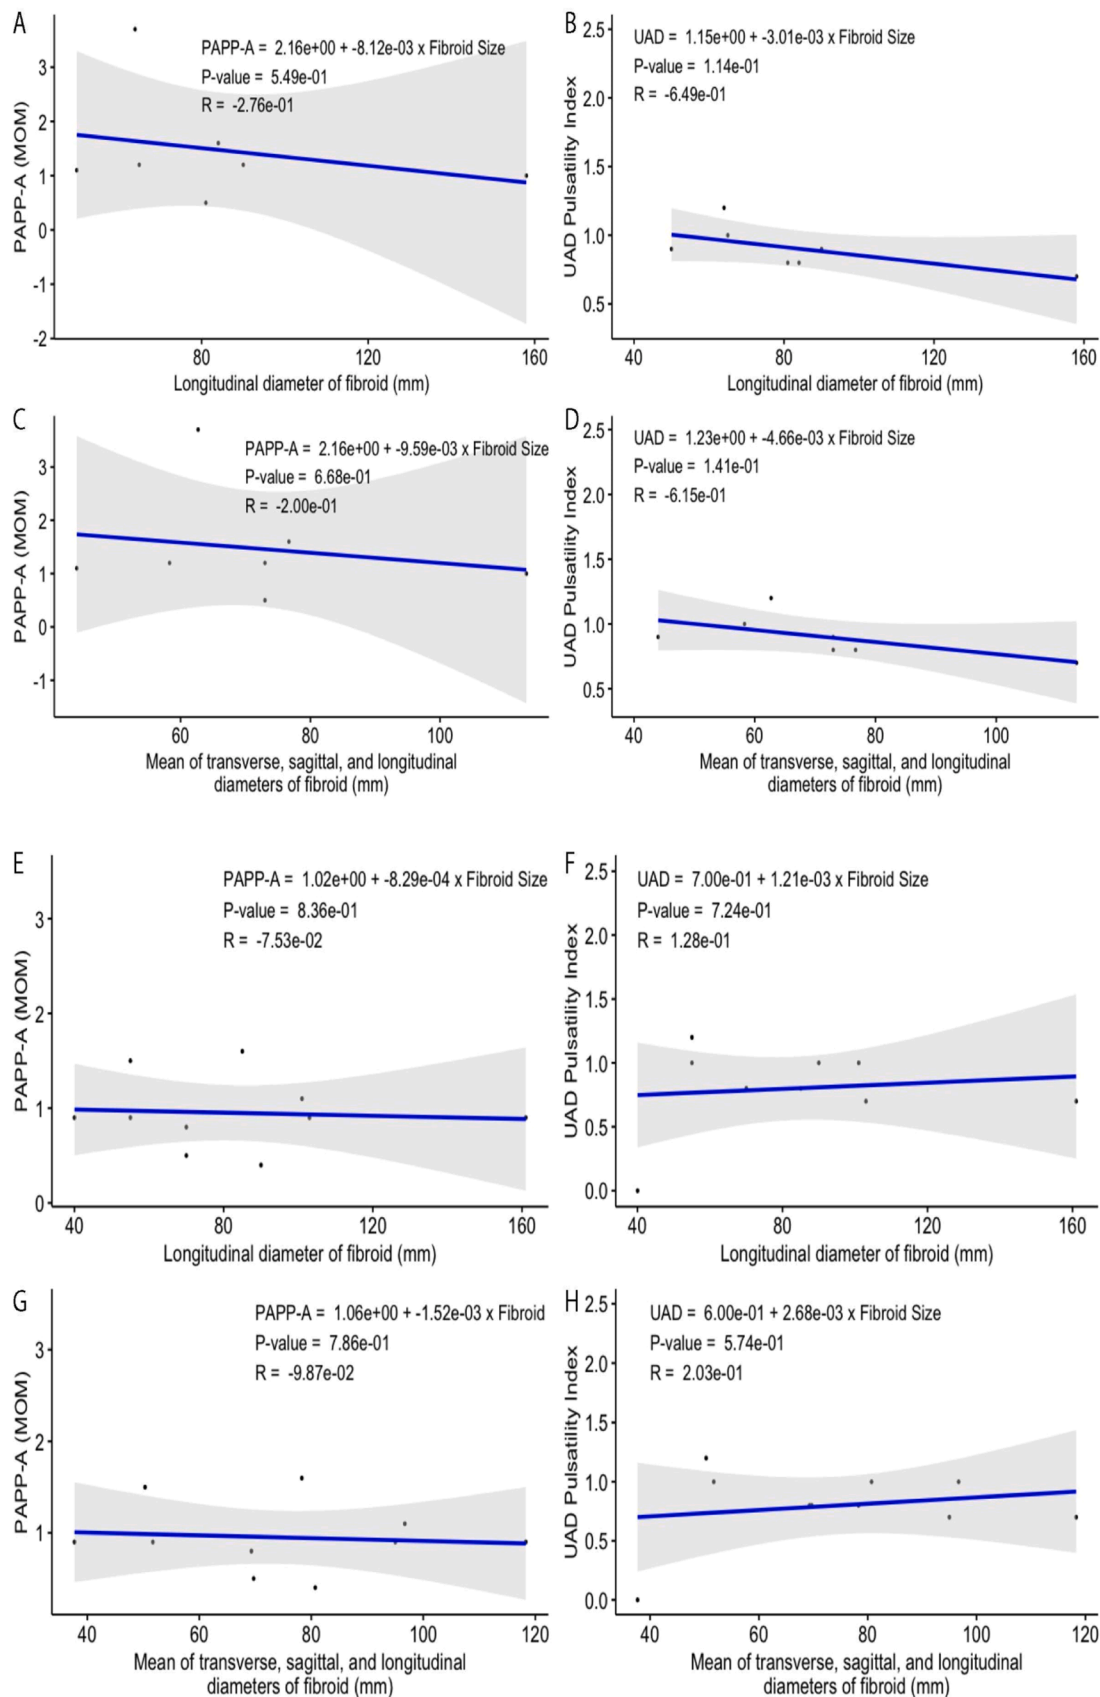 A
PAPP-A = 2.16e+00 + -8.12e-03 x Fibroid Size
P-value = 5.49e-01
R = -2.76e-01
PAPP-A (MOM)
3
2
1
0
-1
-2
80
120
160
Longitudinal diameter of fibroid (mm)
B
UAD = 1.15e+00 + -3.01e-03 x Fibroid Size
P-value = 1.14e-01
R = -6.49e-01
UAD Pulsatility Index
2.5
2.0
1.5
1.0
0.5
40
80
120
160
Longitudinal diameter of fibroid (mm)
C
PAPP-A = 2.16e+00 + -9.59e-03 x Fibroid Size
P-value = 6.68e-01
R = -2.00e-01
PAPP-A (MOM)
3
2
1
0
-1
60
80
100
Mean of transverse, sagittal, and longitudinal
diameters of fibroid (mm)
D
UAD = 1.23e+00 + -4.66e-03 x Fibroid Size
P-value = 1.41e-01
R = -6.15e-01
UAD Pulsatility Index
2.5
2.0
1.5
1.0
0.5
40
60
80
100
Mean of transverse, sagittal, and longitudinal
diameters of fibroid (mm)
E
PAPP-A = 1.02e+00 + -8.29e-04 x Fibroid Size
P-value = 8.36e-01
R = -7.53e-02
PAPP-A (MOM)
3
2
1
0
40
80
120
160
Longitudinal diameter of fibroid (mm)
F
UAD = 7.00e-01 + 1.21e-03 x Fibroid Size
P-value = 7.24e-01
R = 1.28e-01
UAD Pulsatility Index
2.5
2.0
1.5
1.0
0.5
0.0
40
80
120
160
Longitudinal diameter of fibroid (mm)
G
PAPP-A = 1.06e+00 + -1.52e-03 x Fibroid
P-value = 7.86e-01
R = -9.87e-02
PAPP-A (MOM)
3
2
1
40
60
80
100
120
Mean of transverse, sagittal, and longitudinal
diameters of fibroid (mm)
H
UAD = 6.00e-01 + 2.68e-03 x Fibroid Size
P-value = 5.74e-01
R = 2.03e-01
UAD Pulsatility Index
2.5
2.0
1.5
1.0
0.5
0.0
40
60
80
100
120
Mean of transverse, sagittal, and longitudinal
diameters of fibroid (mm)